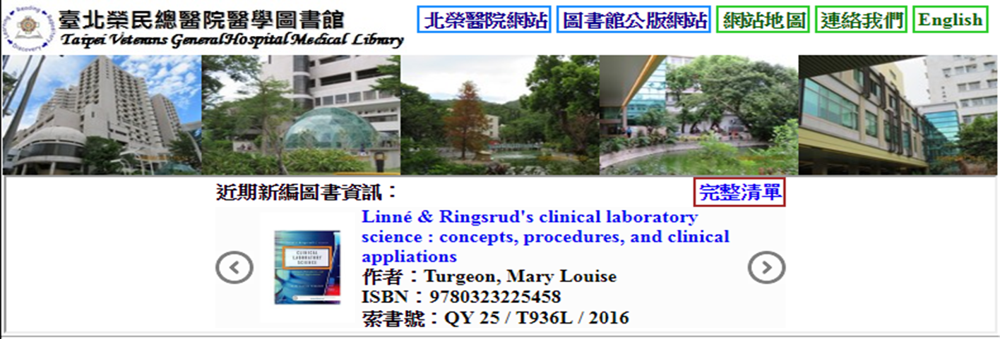 臺北榮民總醫院醫學圖書館
Taipei Veterans General Hospital Medical Library
北榮醫院網站
圖書館公版網站
網站地圖
連絡我們
English
近期新編圖書資訊：
完整清單
CLINICAL
LABORATORY
SCIENCE
Linné & Ringsrud's clinical laboratory
science : concepts, procedures, and clinical
appliations
作者：Turgeon, Mary Louise
ISBN：9780323225458
索書號：QY 25 / T936L / 2016